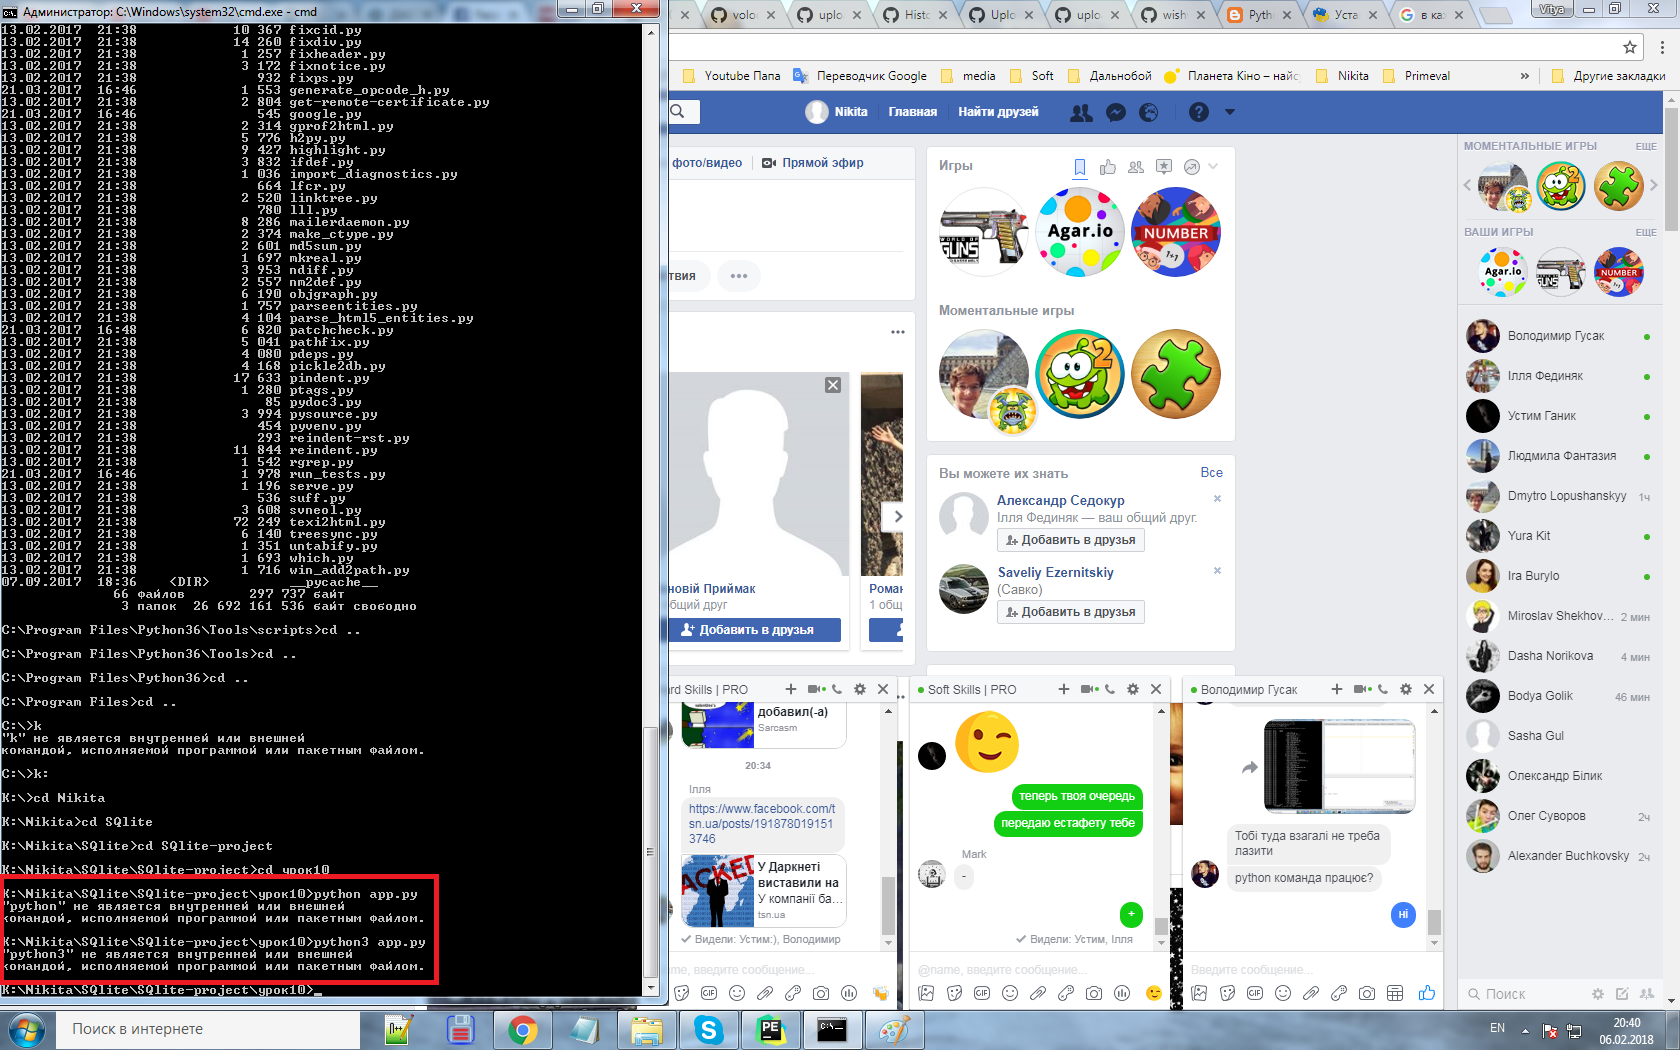 Администратор: C:\Windows\system32\cmd.exe - cmd
13.02.2017  21:38            10 367 fixcid.py
13.02.2017  21:38            14 260 fixdiv.py
13.02.2017  21:38             1 257 fixheader.py
13.02.2017  21:38             3 172 fixnotice.py
13.02.2017  21:38               932 fixps.py
21.03.2017  16:46             1 553 generate_opcode_h.py
13.02.2017  21:38             2 804 get-remote-certificate.py
21.03.2017  16:46               545 google.py
13.02.2017  21:38             2 314 gprof2html.py
13.02.2017  21:38             5 776 h2py.py
13.02.2017  21:38             9 427 highlight.py
13.02.2017  21:38             3 832 ifdef.py
13.02.2017  21:38             1 036 import_diagnostics.py
13.02.2017  21:38               664 lfcr.py
13.02.2017  21:38             2 520 linktree.py
13.02.2017  21:38               780 lll.py
13.02.2017  21:38             8 286 mailerdaemon.py
13.02.2017  21:38             2 374 make_ctype.py
13.02.2017  21:38             2 601 md5sum.py
13.02.2017  21:38             1 697 mkreal.py
13.02.2017  21:38             3 953 ndiff.py
13.02.2017  21:38             2 557 nm2def.py
13.02.2017  21:38             6 190 objgraph.py
13.02.2017  21:38             1 757 parseentities.py
13.02.2017  21:38             4 104 parse_html5_entities.py
21.03.2017  16:48             6 820 patchcheck.py
13.02.2017  21:38             5 041 pathfix.py
13.02.2017  21:38             4 080 pdeps.py
13.02.2017  21:38             4 168 pickle2db.py
13.02.2017  21:38            17 633 pindent.py
13.02.2017  21:38             1 280 ptags.py
13.02.2017  21:38                85 pydoc3.py
13.02.2017  21:38             3 994 pysource.py
13.02.2017  21:38               454 pyvenv.py
13.02.2017  21:38               293 reindent-rst.py
13.02.2017  21:38            11 844 reindent.py
13.02.2017  21:38             1 542 rgrep.py
21.03.2017  16:46             1 978 run_tests.py
13.02.2017  21:38             1 196 serve.py
13.02.2017  21:38               536 suff.py
13.02.2017  21:38             3 608 svneol.py
13.02.2017  21:38            72 249 texi2html.py
13.02.2017  21:38             6 140 treesync.py
13.02.2017  21:38             1 351 untabify.py
13.02.2017  21:38             1 693 which.py
13.02.2017  21:38             1 716 win_add2path.py
07.09.2017  18:36    <DIR>          __pycache__
66 файлов        297 737 байт
3 папок  26 692 161 536 байт свободно
C:\Program Files\Python36\Tools\scripts>cd ..
C:\Program Files\Python36\Tools>cd ..
C:\Program Files\Python36>cd ..
C:\Program Files>cd ..
C:\>k
"k" не является внутренней или внешней
командой, исполняемой программой или пакетным файлом.
C:\>k:
K:\>cd Nikita
K:\Nikita>cd SQlite
K:\Nikita\SQlite>cd SQlite-project
K:\Nikita\SQlite\SQlite-project>cd урок10
K:\Nikita\SQlite\SQlite-project\урок10>python app.py
"python" не является внутренней или внешней
командой, исполняемой программой или пакетным файлом.
K:\Nikita\SQlite\SQlite-project\урок10>python3 app.py
"python3" не является внутренней или внешней
командой, исполняемой программой или пакетным файлом.
K:\Nikita\SQlite\SQlite-project\урок10>_
volo uplo Histo Uplo uplo wish Pyth Уста в каз Vitya
Youtube Папа Переводчик Google media Soft Дальнобой Планета Кіно – найс Nikita Primeval » Другие закладки
Nikita Главная Найти друзей
фото/видео Прямой эфир
твия
новій Приймак
общий друг
Добавить в друзья
Роман
1 общ
Игры
WORLD OF GUNS
Agar.io
NUMBER
1+1
Моментальные игры
2
Вы можете их знать Все
Александр Седокур
Ілля Фединяк — ваш общий друг.
Добавить в друзья
Saveliy Ezernitskiy
(Савко)
Добавить в друзья
МОМЕНТАЛЬНЫЕ ИГРЫ ЕЩЕ
2
ВАШИ ИГРЫ ЕЩЕ
Agar.io
GUNS
NUMBER
Володимир Гусак
Ілля Фединяк
Устим Ганик
Людмила Фантазия
Dmytro Lopushanskyy 1ч
Yura Kit
Ira Burylo
Miroslav Shekhov... 2 мин
Dasha Norikova 4 мин
Bodya Golik 46 мин
Sasha Gul
Олександр Білик
Олег Суворов 2ч
Alexander Buchkovsky 2ч
Поиск
rd Skills | PRO
добавил(-а)
Sarcasm
20:34
Ілля
https://www.facebook.com/t
sn.ua/posts/191878019151
3746
ACKED
У Даркнеті
виставили на
У компанії ба...
tsn.ua
Видели: Устим:), Володимир
me, введите сообщение...
GIF
Soft Skills | PRO
теперь твоя очередь
передаю естафету тебе
Mark
-
+
Видели: Устим, Ілля
@name, введите сообщение...
GIF
Володимир Гусак
Тобі туда взагалі не треба
лазити
python команда працює?
ні
Введите сообщение...
GIF
Поиск в интернете
PE
EN
20:40
06.02.2018